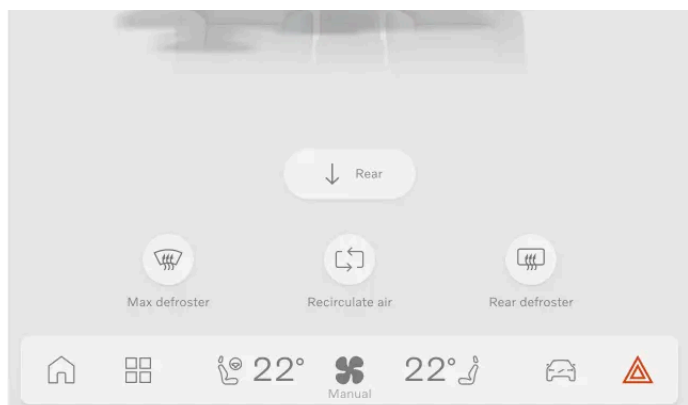 Rear
Max defroster
Recirculate air
Rear defroster
22°
22°
Manual